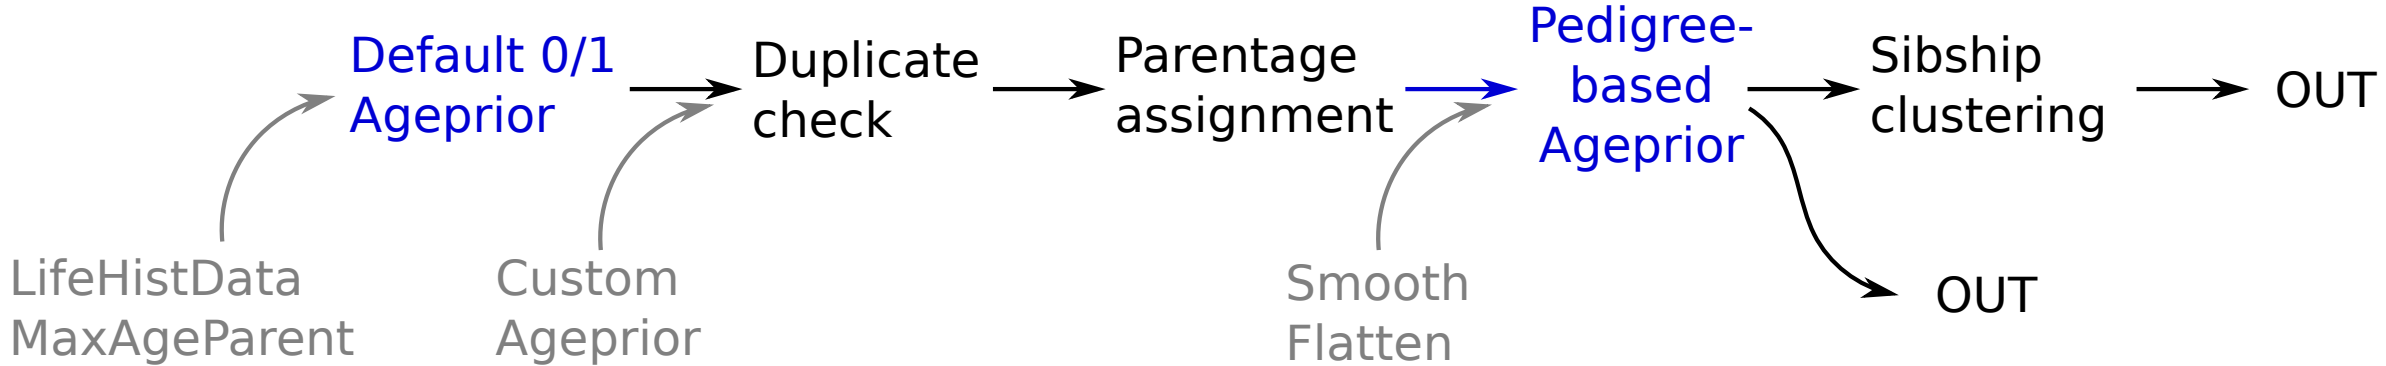 Default 0/1
Ageprior
Duplicate
check
Parentage
assignment
Pedigree-
based
Ageprior
Sibship
clustering
OUT
LifeHistData
MaxAgeParent
Custom
Ageprior
Smooth
Flatten
OUT